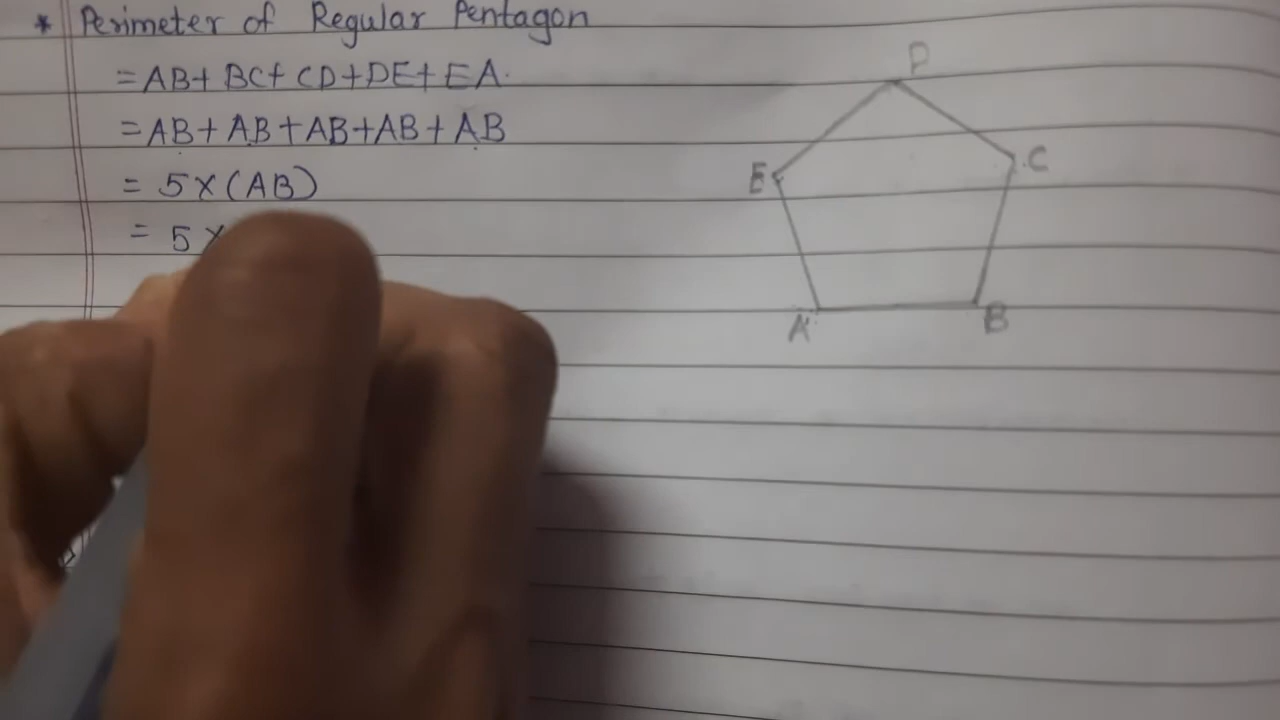 * Perimeter of Regular Pentagon
= AB + BC + CD + DE + EA.
= AB + AB + AB + AB + AB
= 5 × (AB)
= 5 ×
D
E
C
A
B